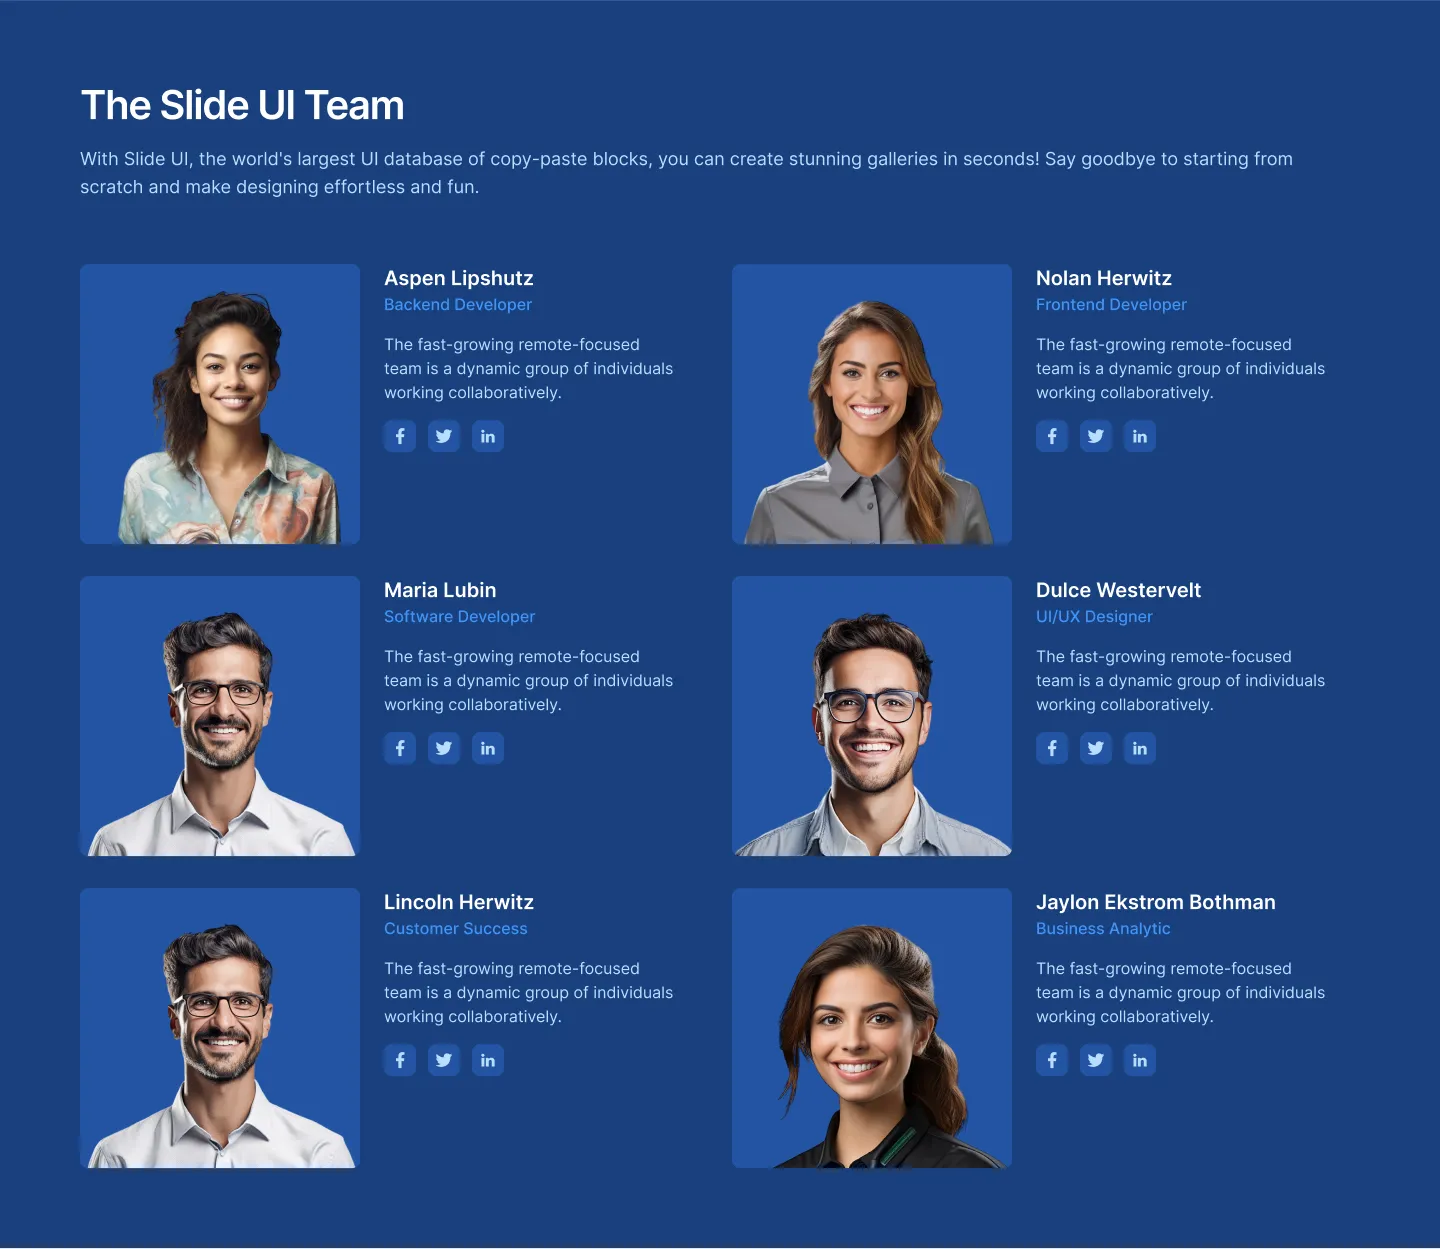 The Slide UI Team
With Slide UI, the world's largest UI database of copy-paste blocks, you can create stunning galleries in seconds! Say goodbye to starting from
scratch and make designing effortless and fun.
Aspen Lipshutz
Backend Developer
The fast-growing remote-focused
team is a dynamic group of individuals
working collaboratively.
in
Nolan Herwitz
Frontend Developer
The fast-growing remote-focused
team is a dynamic group of individuals
working collaboratively.
in
Maria Lubin
Software Developer
The fast-growing remote-focused
team is a dynamic group of individuals
working collaboratively.
in
Dulce Westervelt
UI/UX Designer
The fast-growing remote-focused
team is a dynamic group of individuals
working collaboratively.
in
Lincoln Herwitz
Customer Success
The fast-growing remote-focused
team is a dynamic group of individuals
working collaboratively.
in
Jaylon Ekstrom Bothman
Business Analytic
The fast-growing remote-focused
team is a dynamic group of individuals
working collaboratively.
in